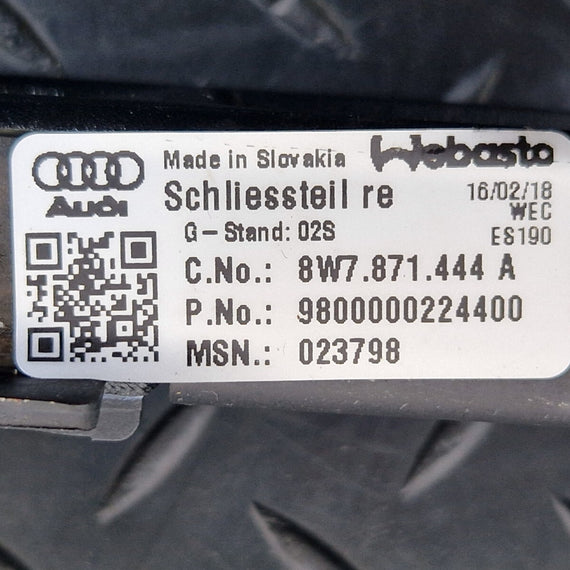 Made in Slovakia Webasto
Audi Schliessteil re 16/02/18
WEC
G-Stand: 02S ES190
C.No.: 8W7.871.444 A
P.No.: 9800000224400
MSN.: 023798